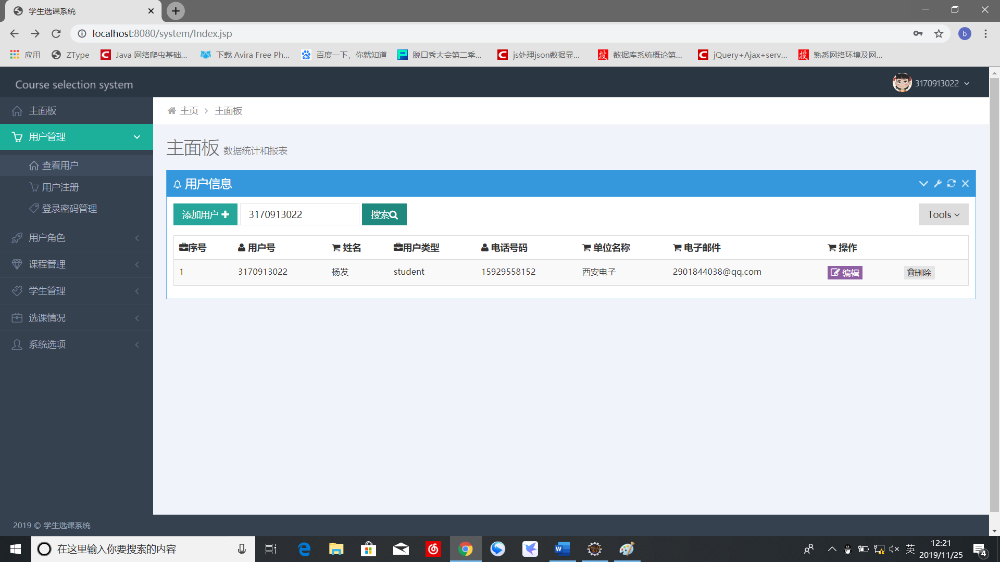 学生选课系统
localhost:8080/system/Index.jsp
b
应用 ZType Java 网络爬虫基础... 下载 Avira Free Ph... 百度一下，你就知道 脱口秀大会第二季... js处理json数据显... 数据库系统概论第... jQuery+Ajax+serv... 熟悉网络环境及网...
Course selection system
3170913022
主面板
主页 > 主面板
用户管理
主面板 数据统计和报表
查看用户
用户注册
登录密码管理
用户角色
课程管理
学生管理
选课情况
系统选项
用户信息
添加用户 3170913022 搜索 Tools
序号 用户号 姓名 用户类型 电话号码 单位名称 电子邮件 操作
1 3170913022 杨发 student 15929558152 西安电子 2901844038@qq.com 编辑 删除
2019 © 学生选课系统
在这里输入你要搜索的内容
英
12:21
2019/11/25
4